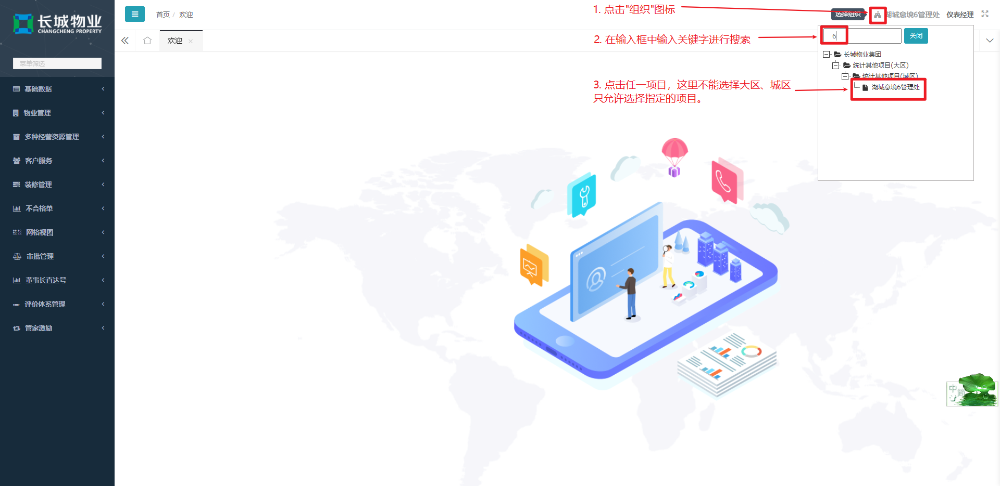 长城物业
CHANGCHENG PROPERTY
菜单筛选
基础数据
物业管理
多种经营资源管理
客户服务
装修管理
不合格单
网格视图
审批管理
董事长直达号
评价体系管理
管家激励
首页 / 欢迎
欢迎
1. 点击"组织"图标
选择组织
湖城意境6管理处
仪表经理
2. 在输入框中输入关键字进行搜索
6
关闭
长城物业集团
统计其他项目(大区)
统计其他项目(城区)
湖城意境6管理处
3. 点击任一项目，这里不能选择大区、城区
只允许选择指定的项目。
中
简